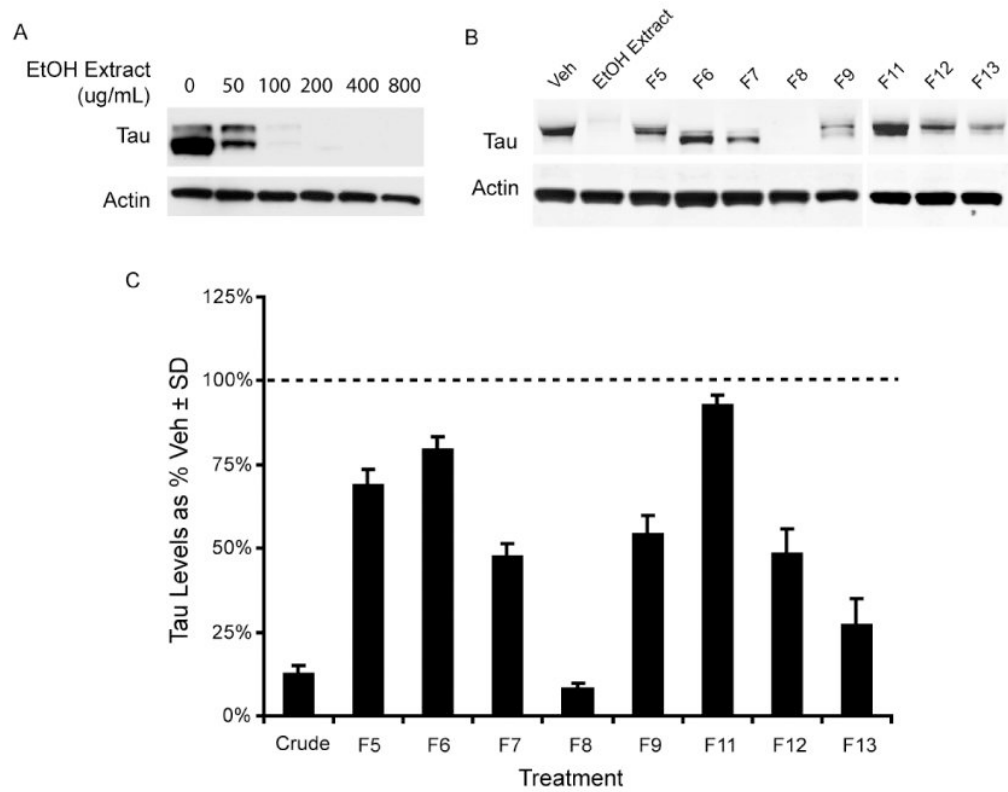 A
EtOH Extract
(ug/mL)
0 50 100 200 400 800
Tau
Actin
B
Veh EtOH Extract F5 F6 F7 F8 F9 F11 F12 F13
Tau
Actin
C
Tau Levels as % Veh ± SD
125%
100%
75%
50%
25%
0%
Crude F5 F6 F7 F8 F9 F11 F12 F13
Treatment